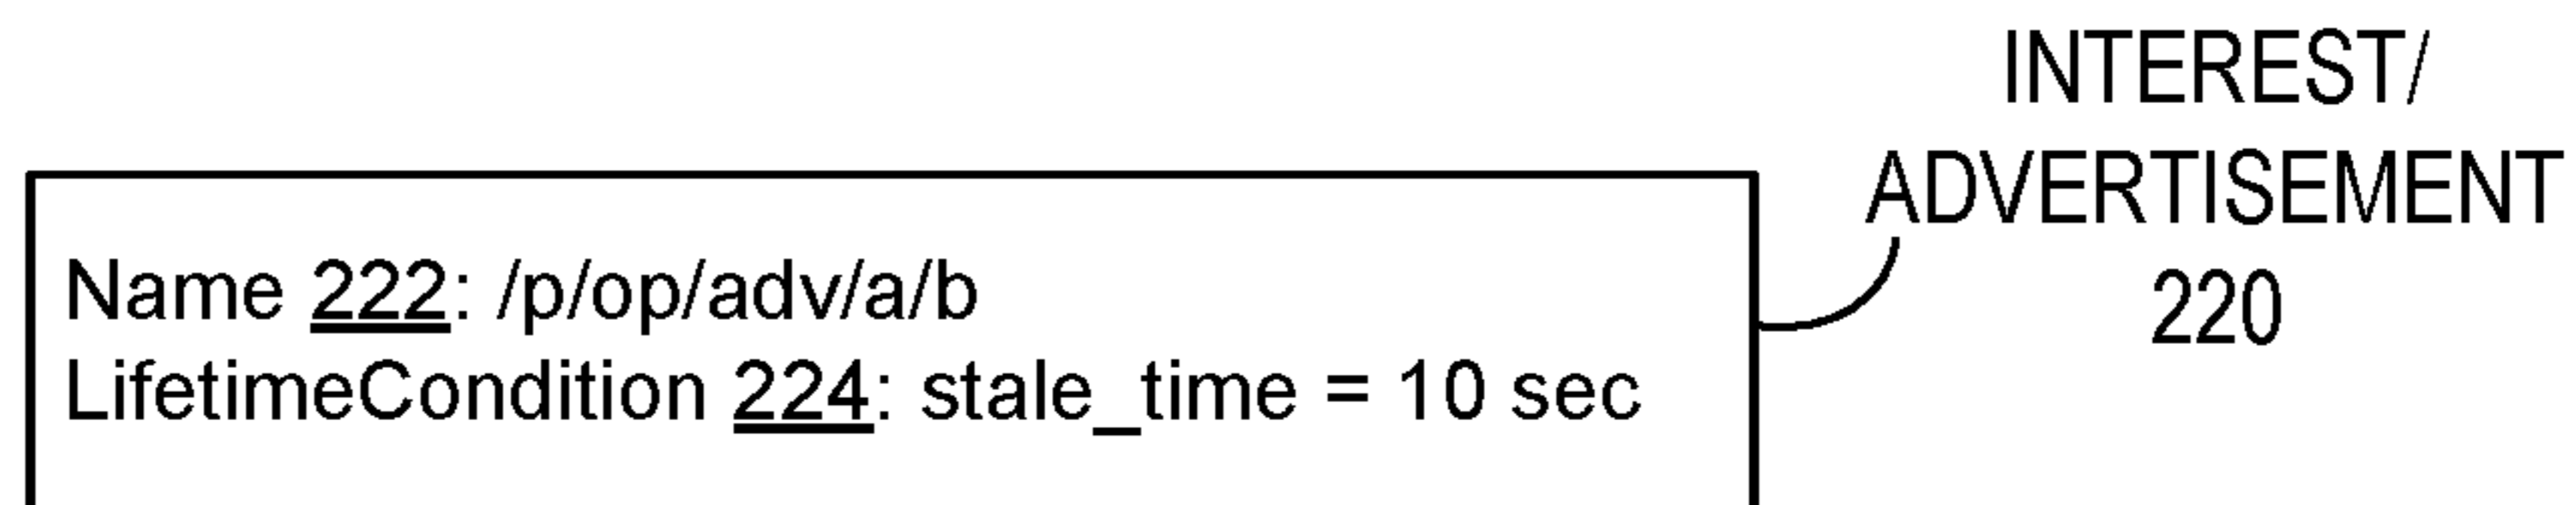 INTEREST/
ADVERTISEMENT
220
Name 222: /p/op/adv/a/b
LifetimeCondition 224: stale_time = 10 sec